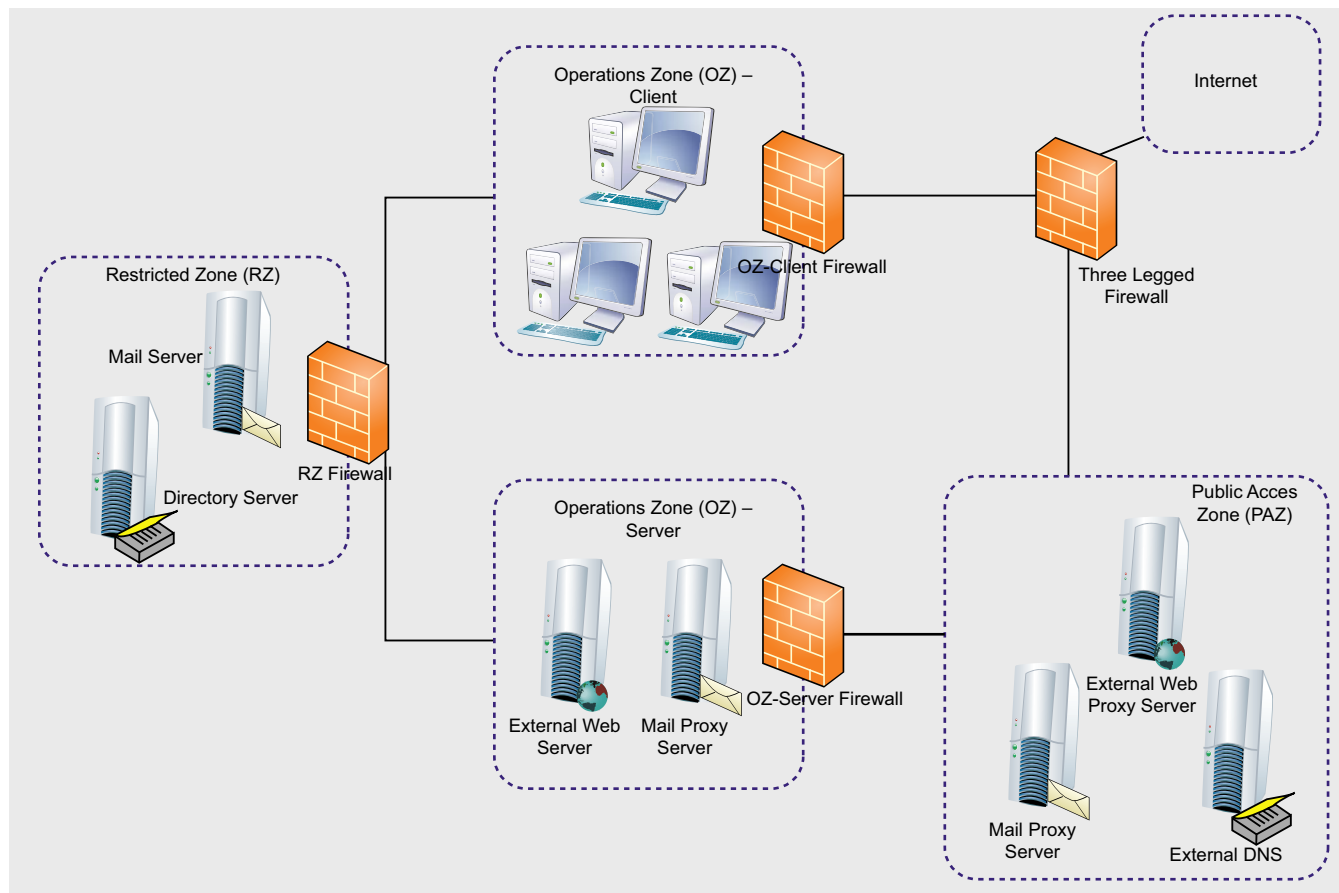 Operations Zone (OZ) –
Client
Internet
OZ-Client Firewall
Three Legged
Firewall
Restricted Zone (RZ)
Mail Server
RZ Firewall
Directory Server
Operations Zone (OZ) –
Server
External Web
Server
Mail Proxy
Server
OZ-Server Firewall
Public Acces
Zone (PAZ)
External Web
Proxy Server
Mail Proxy
Server
External DNS